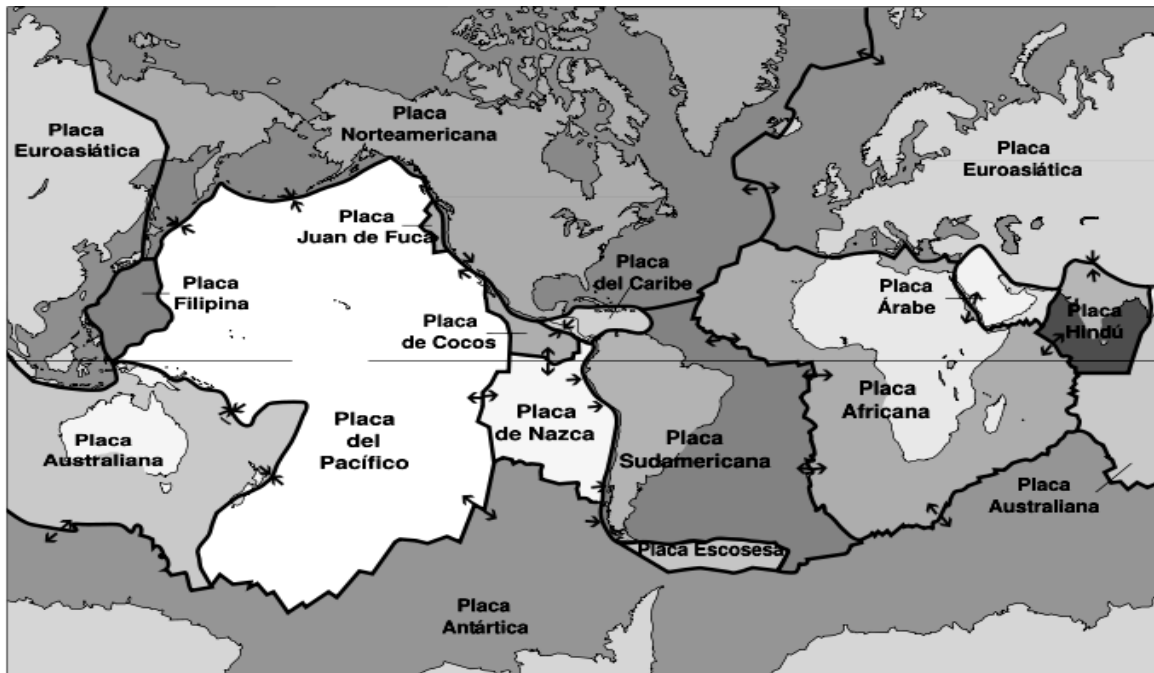 Placa
Norteamericana
Placa
Euroasiática
Placa
Euroasiática
Placa
Juan de Fuca
Placa
del Caribe
Placa
Filipina
Placa
Árabe
Placa
Hindú
Placa
de Cocos
Placa
Africana
Placa
de Nazca
Placa
del
Pacífico
Placa
Australiana
Placa
Sudamericana
Placa
Australiana
Placa Escosesa
Placa
Antártica